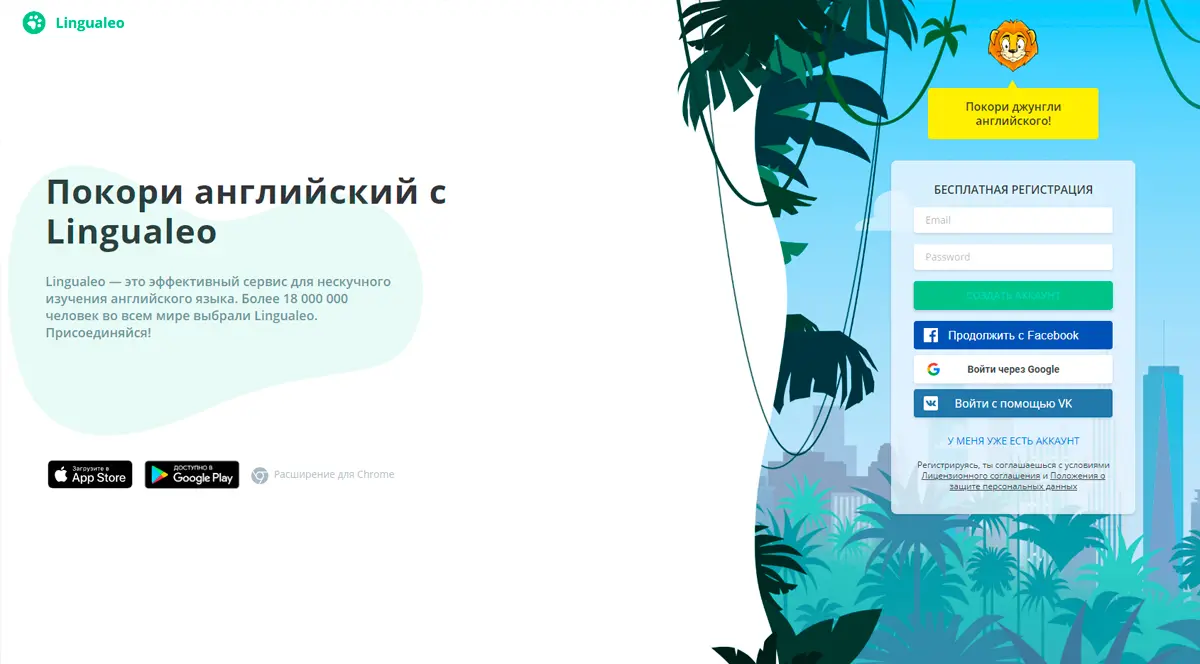 Lingualeo
Покори английский с
Lingualeo
Lingualeo — это эффективный сервис для нескучного
изучения английского языка. Более 18 000 000
человек во всем мире выбрали Lingualeo.
Присоединяйся!
Загрузите в
App Store
ДОСТУПНО В
Google Play
Расширение для Chrome
Покори джунгли
английского!
БЕСПЛАТНАЯ РЕГИСТРАЦИЯ
Email
Password
СОЗДАТЬ АККАУНТ
Продолжить с Facebook
Войти через Google
Войти с помощью VK
У МЕНЯ УЖЕ ЕСТЬ АККАУНТ
Регистрируясь, ты соглашаешься с условиями
Лицензионного соглашения и Положения о
защите персональных данных